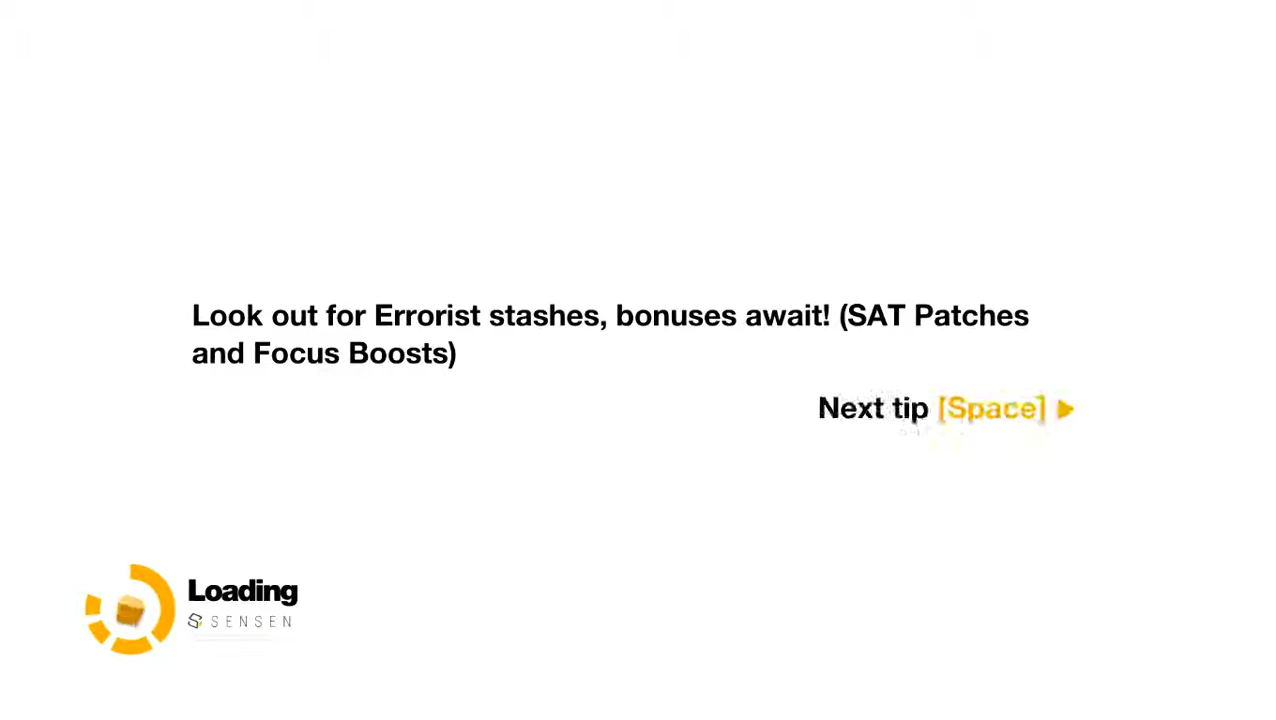 Look out for Errorist stashes, bonuses await! (SAT Patches
and Focus Boosts)
Next tip [Space]
Loading
SENSEN